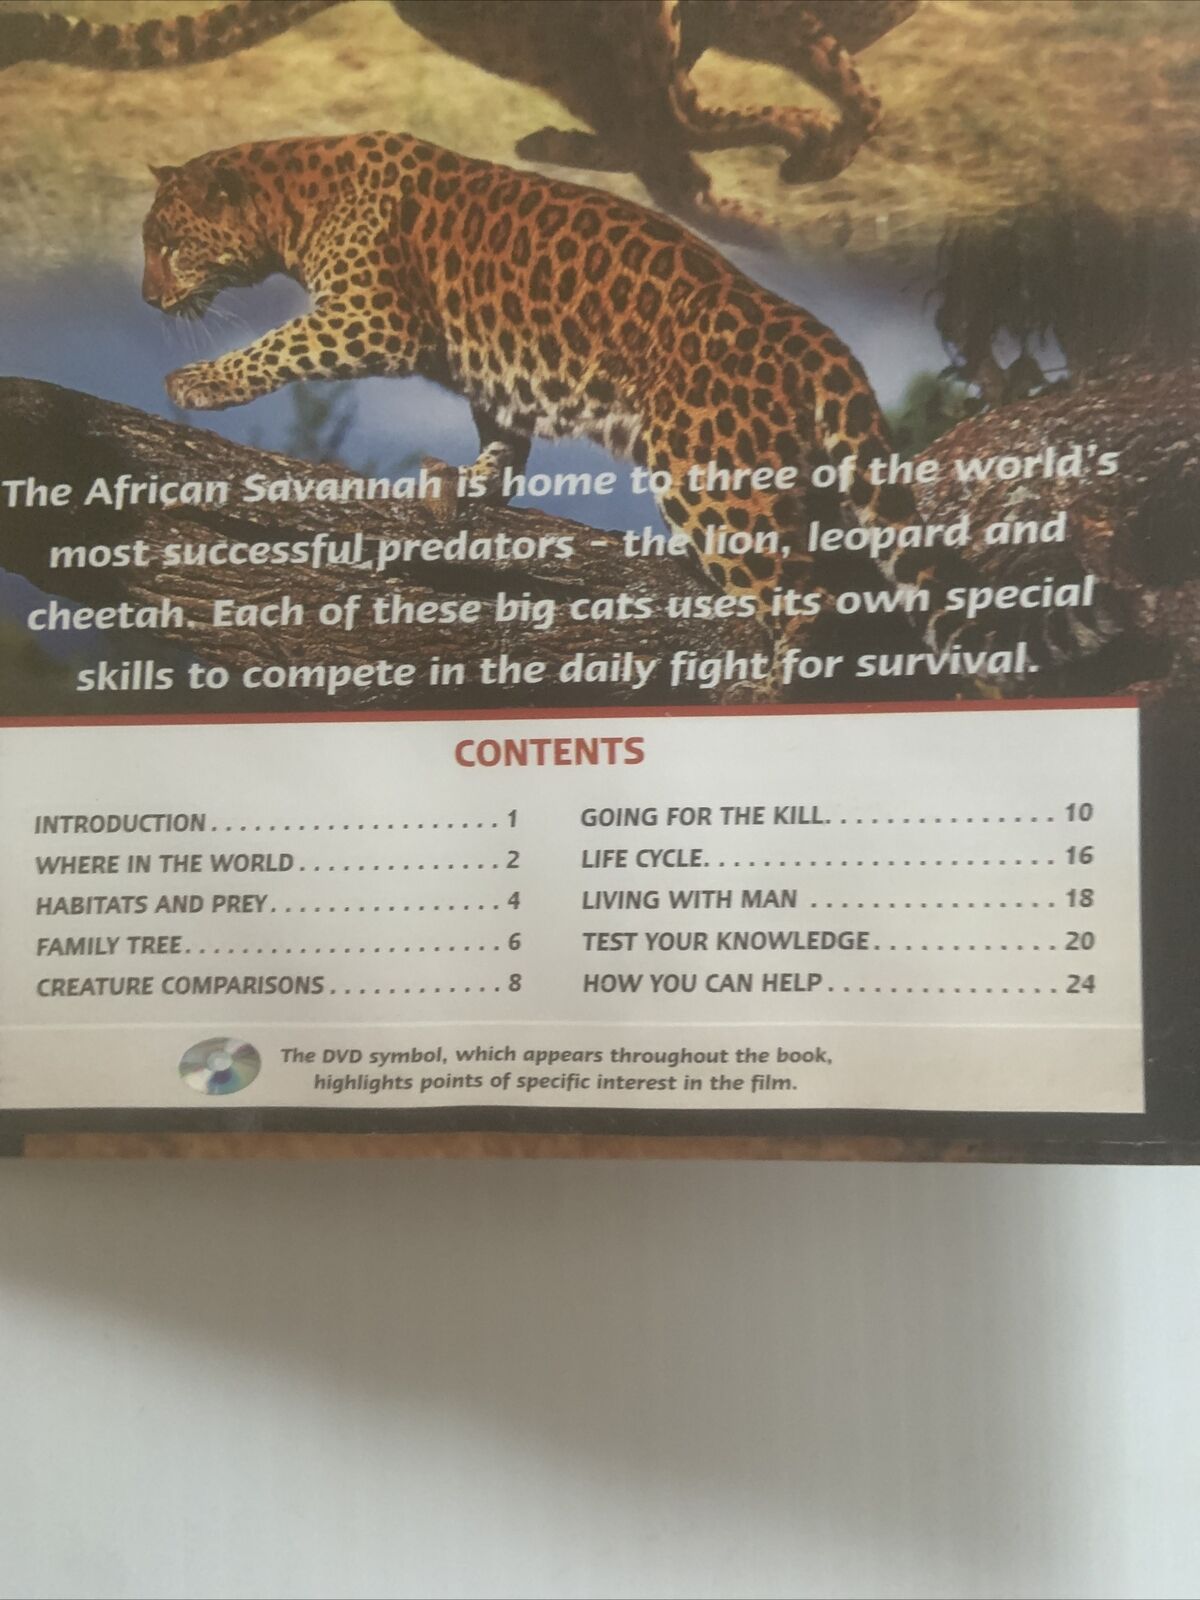 The African Savannah is home to three of the world's
most successful predators – the lion, leopard and
cheetah. Each of these big cats uses its own special
skills to compete in the daily fight for survival.
CONTENTS
INTRODUCTION.....................1
WHERE IN THE WORLD...............2
HABITATS AND PREY.................4
FAMILY TREE.......................6
CREATURE COMPARISONS............8
GOING FOR THE KILL................10
LIFE CYCLE.........................16
LIVING WITH MAN .................18
TEST YOUR KNOWLEDGE.............20
HOW YOU CAN HELP................24
The DVD symbol, which appears throughout the book,
highlights points of specific interest in the film.